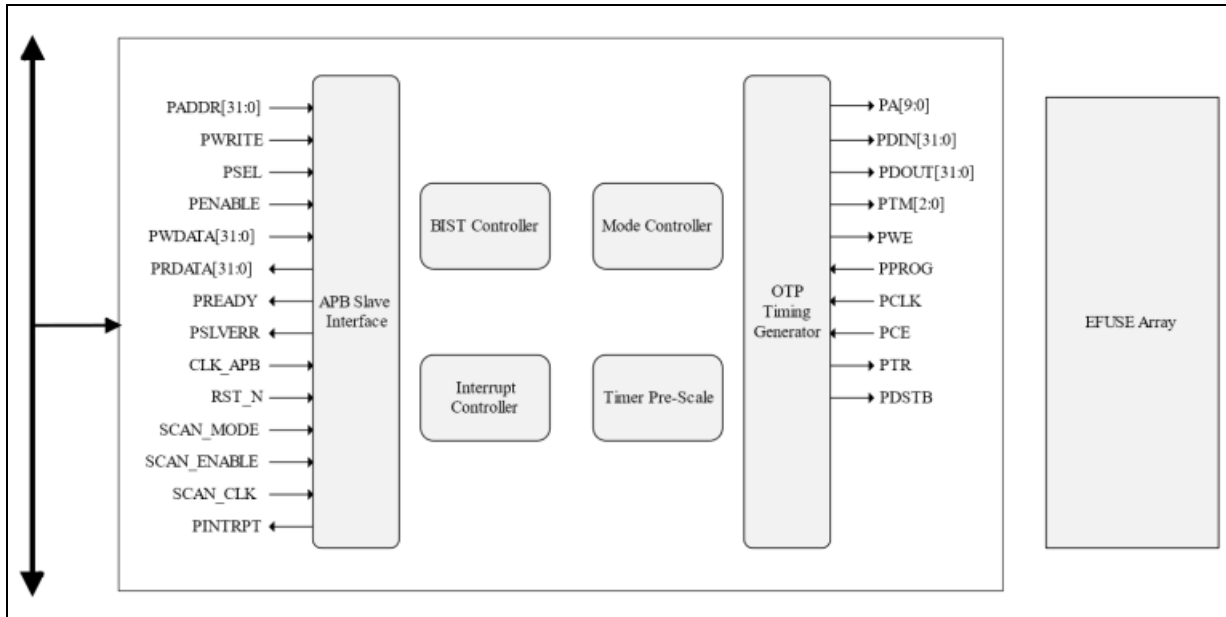 PADDR[31:0]
PWRITE
PSEL
PENABLE
PWDATA[31:0]
PRDATA[31:0]
PREADY
PSLVERR
CLK_APB
RST_N
SCAN_MODE
SCAN_ENABLE
SCAN_CLK
PINTRPT
APB Slave
Interface
BIST Controller
Mode Controller
Interrupt
Controller
Timer Pre-Scale
OTP
Timing
Generator
PA[9:0]
PDIN[31:0]
PDOUT[31:0]
PTM[2:0]
PWE
PPROG
PCLK
PCE
PTR
PDSTB
EFUSE Array